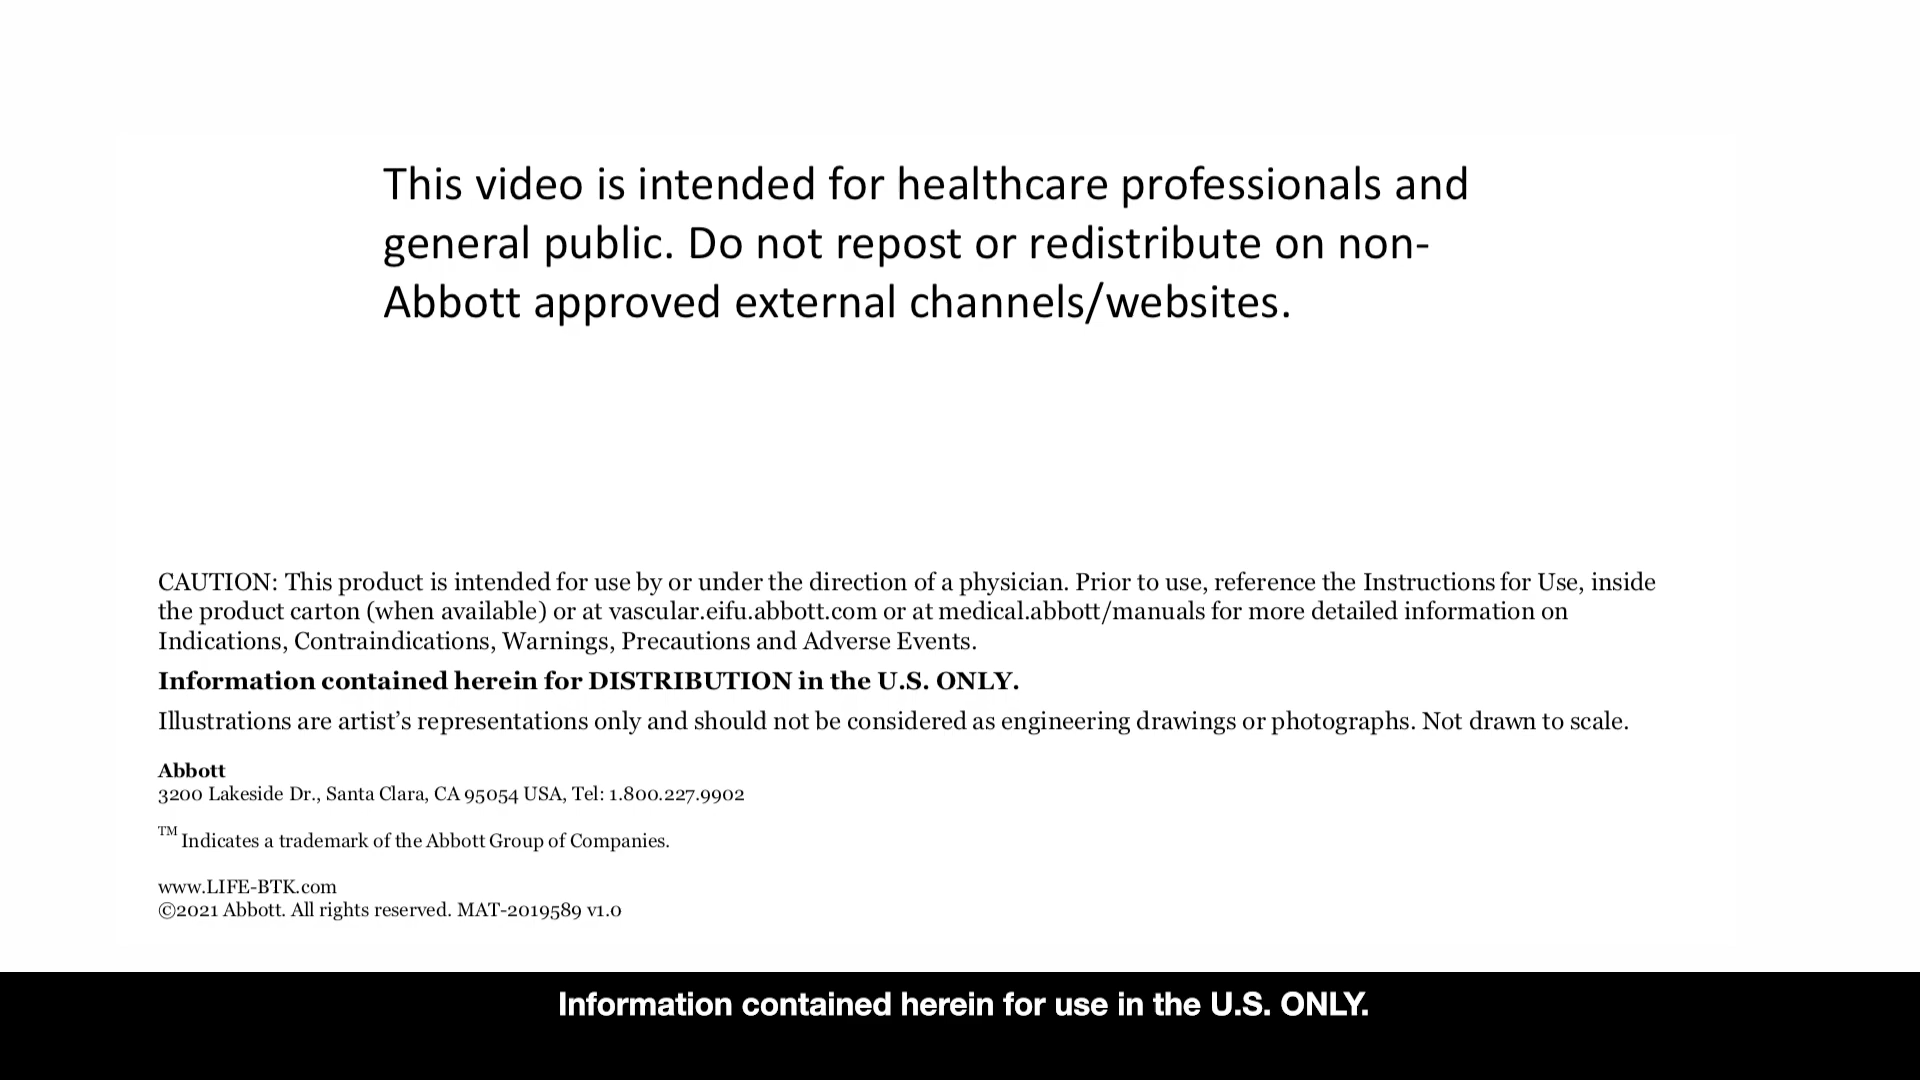 This video is intended for healthcare professionals and
general public. Do not repost or redistribute on non-
Abbott approved external channels/websites.
CAUTION: This product is intended for use by or under the direction of a physician. Prior to use, reference the Instructions for Use, inside
the product carton (when available) or at vascular.eifu.abbott.com or at medical.abbott/manuals for more detailed information on
Indications, Contraindications, Warnings, Precautions and Adverse Events.
Information contained herein for DISTRIBUTION in the U.S. ONLY.
Illustrations are artist’s representations only and should not be considered as engineering drawings or photographs. Not drawn to scale.
Abbott
3200 Lakeside Dr., Santa Clara, CA 95054 USA, Tel: 1.800.227.9902
TM Indicates a trademark of the Abbott Group of Companies.
www.LIFE-BTK.com
©2021 Abbott. All rights reserved. MAT-2019589 v1.0
Information contained herein for use in the U.S. ONLY.